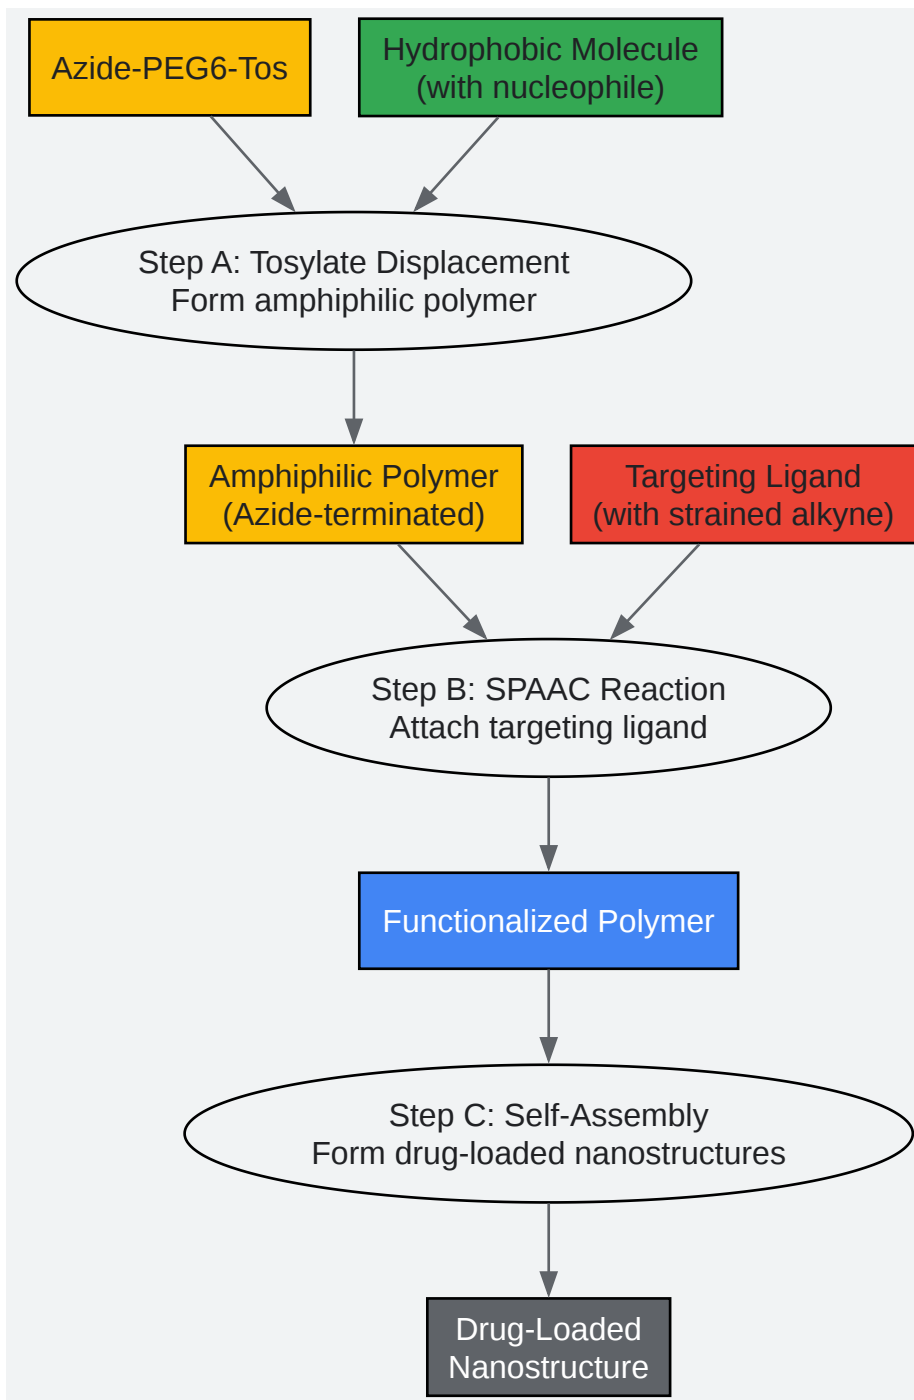 Azide-PEG6-Tos
Hydrophobic Molecule
(with nucleophile)
Step A: Tosylate Displacement
Form amphiphilic polymer
Amphiphilic Polymer
(Azide-terminated)
Targeting Ligand
(with strained alkyne)
Step B: SPAAC Reaction
Attach targeting ligand
Functionalized Polymer
Step C: Self-Assembly
Form drug-loaded nanostructures
Drug-Loaded
Nanostructure